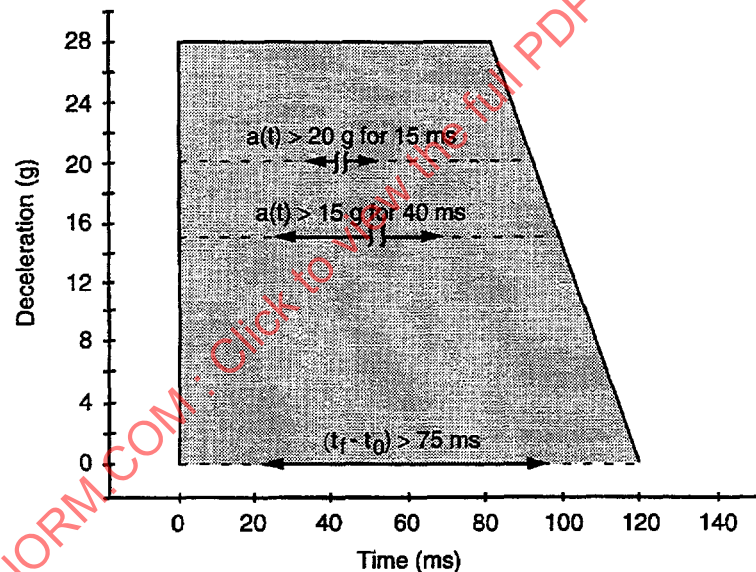 28
24
20
16
12
8
4
0
Deceleration (g)
a(t) > 20 g for 15 ms
a(t) > 15 g for 40 ms
(tf - t0) > 75 ms
0 20 40 60 80 100 120 140
Time (ms)
NORM.COM : Click to view the full PDF